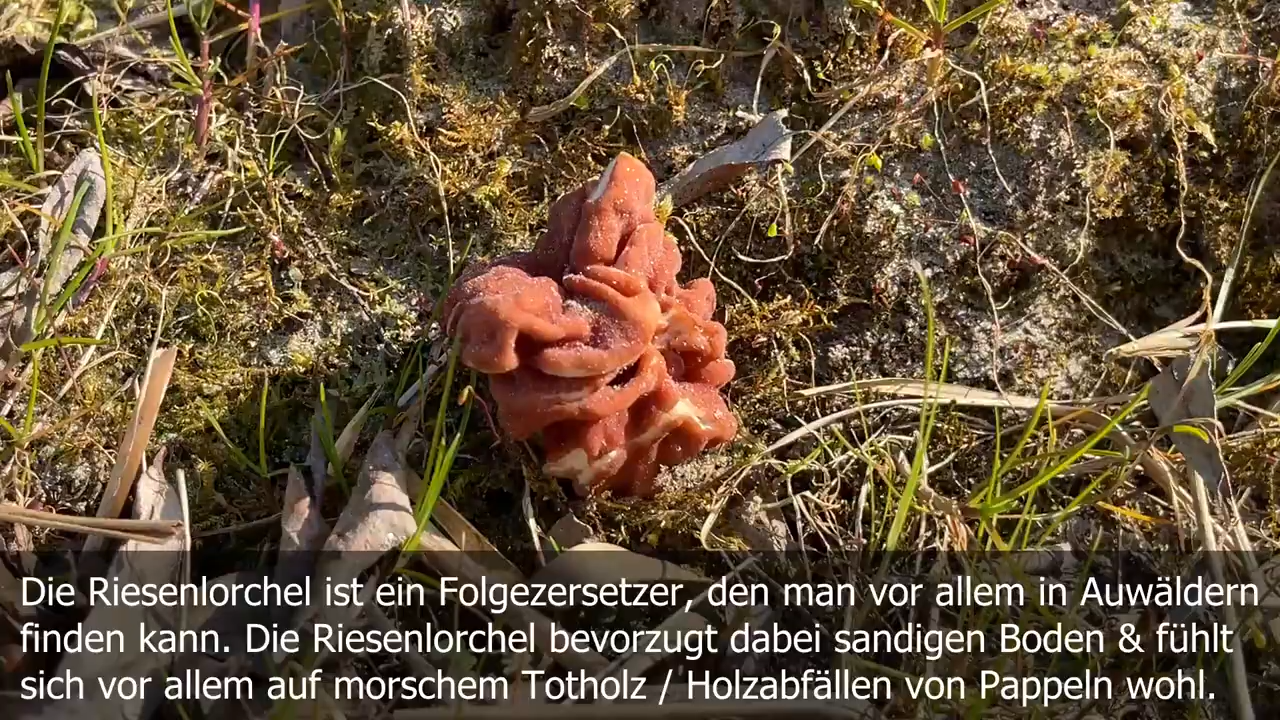 Die Riesenlorchel ist ein Folgezersetzer, den man vor allem in Auwäldern
finden kann. Die Riesenlorchel bevorzugt dabei sandigen Boden & fühlt
sich vor allem auf morschem Totholz / Holzabfällen von Pappeln wohl.